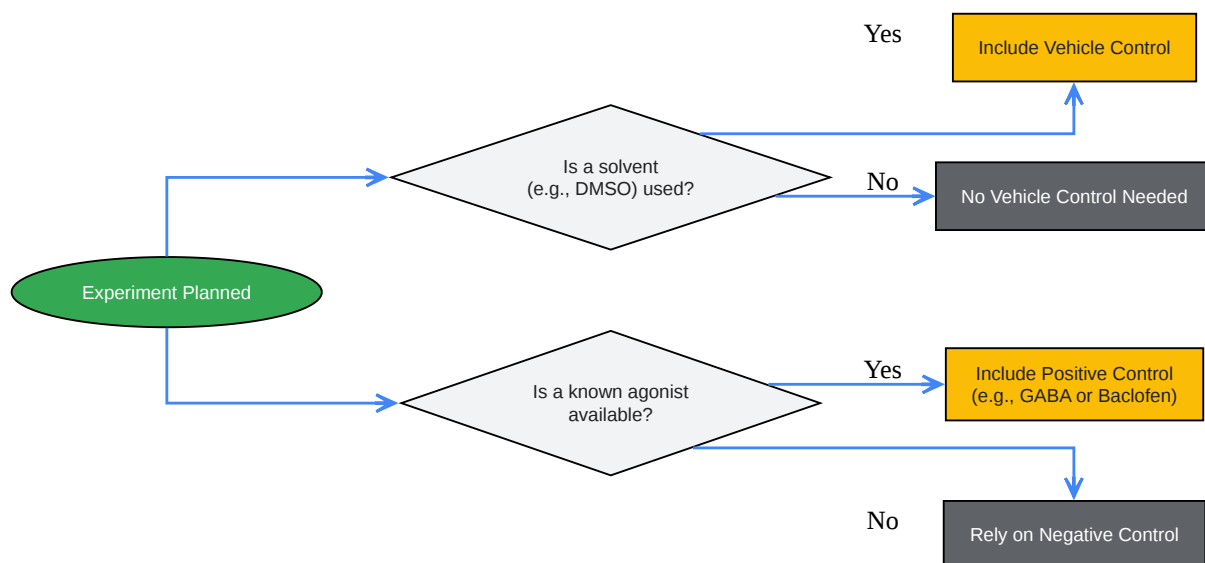 Yes
Include Vehicle Control
Is a solvent
(e.g., DMSO) used?
No
No Vehicle Control Needed
Experiment Planned
Is a known agonist
available?
Yes
Include Positive Control
(e.g., GABA or Baclofen)
No
Rely on Negative Control